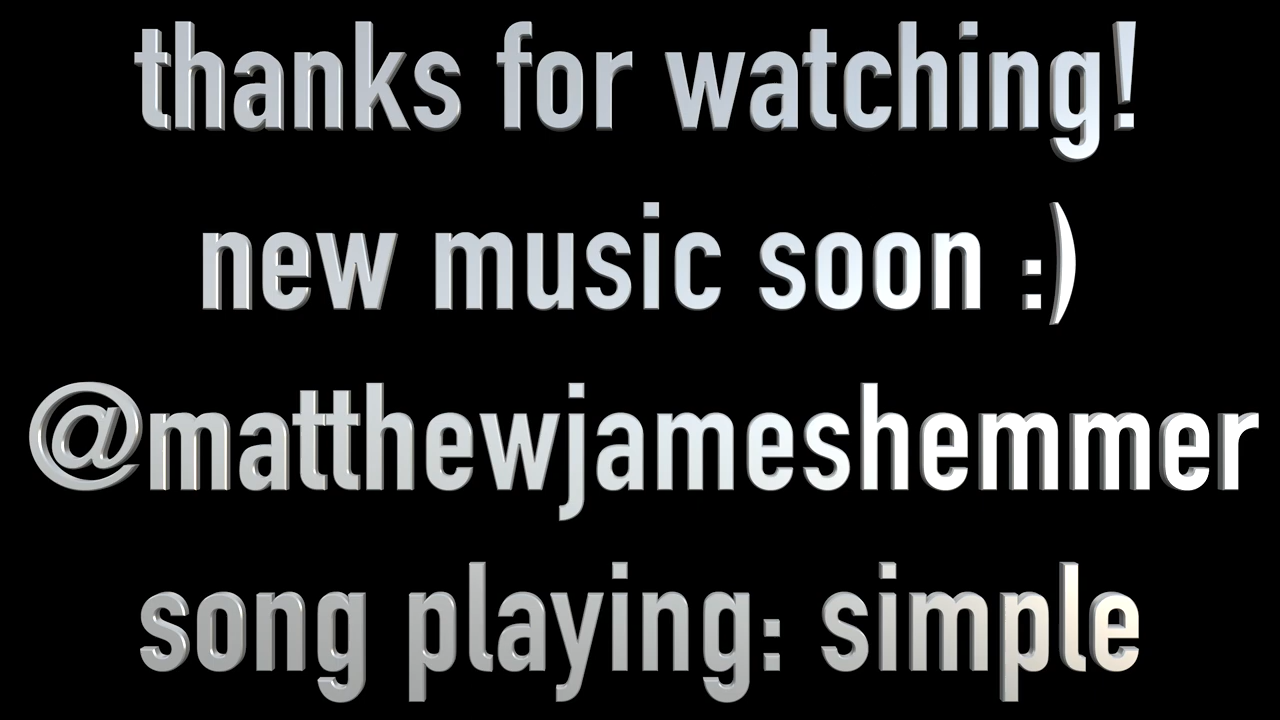 thanks for watching!
new music soon :)
@matthewjameshemmer
song playing: simple